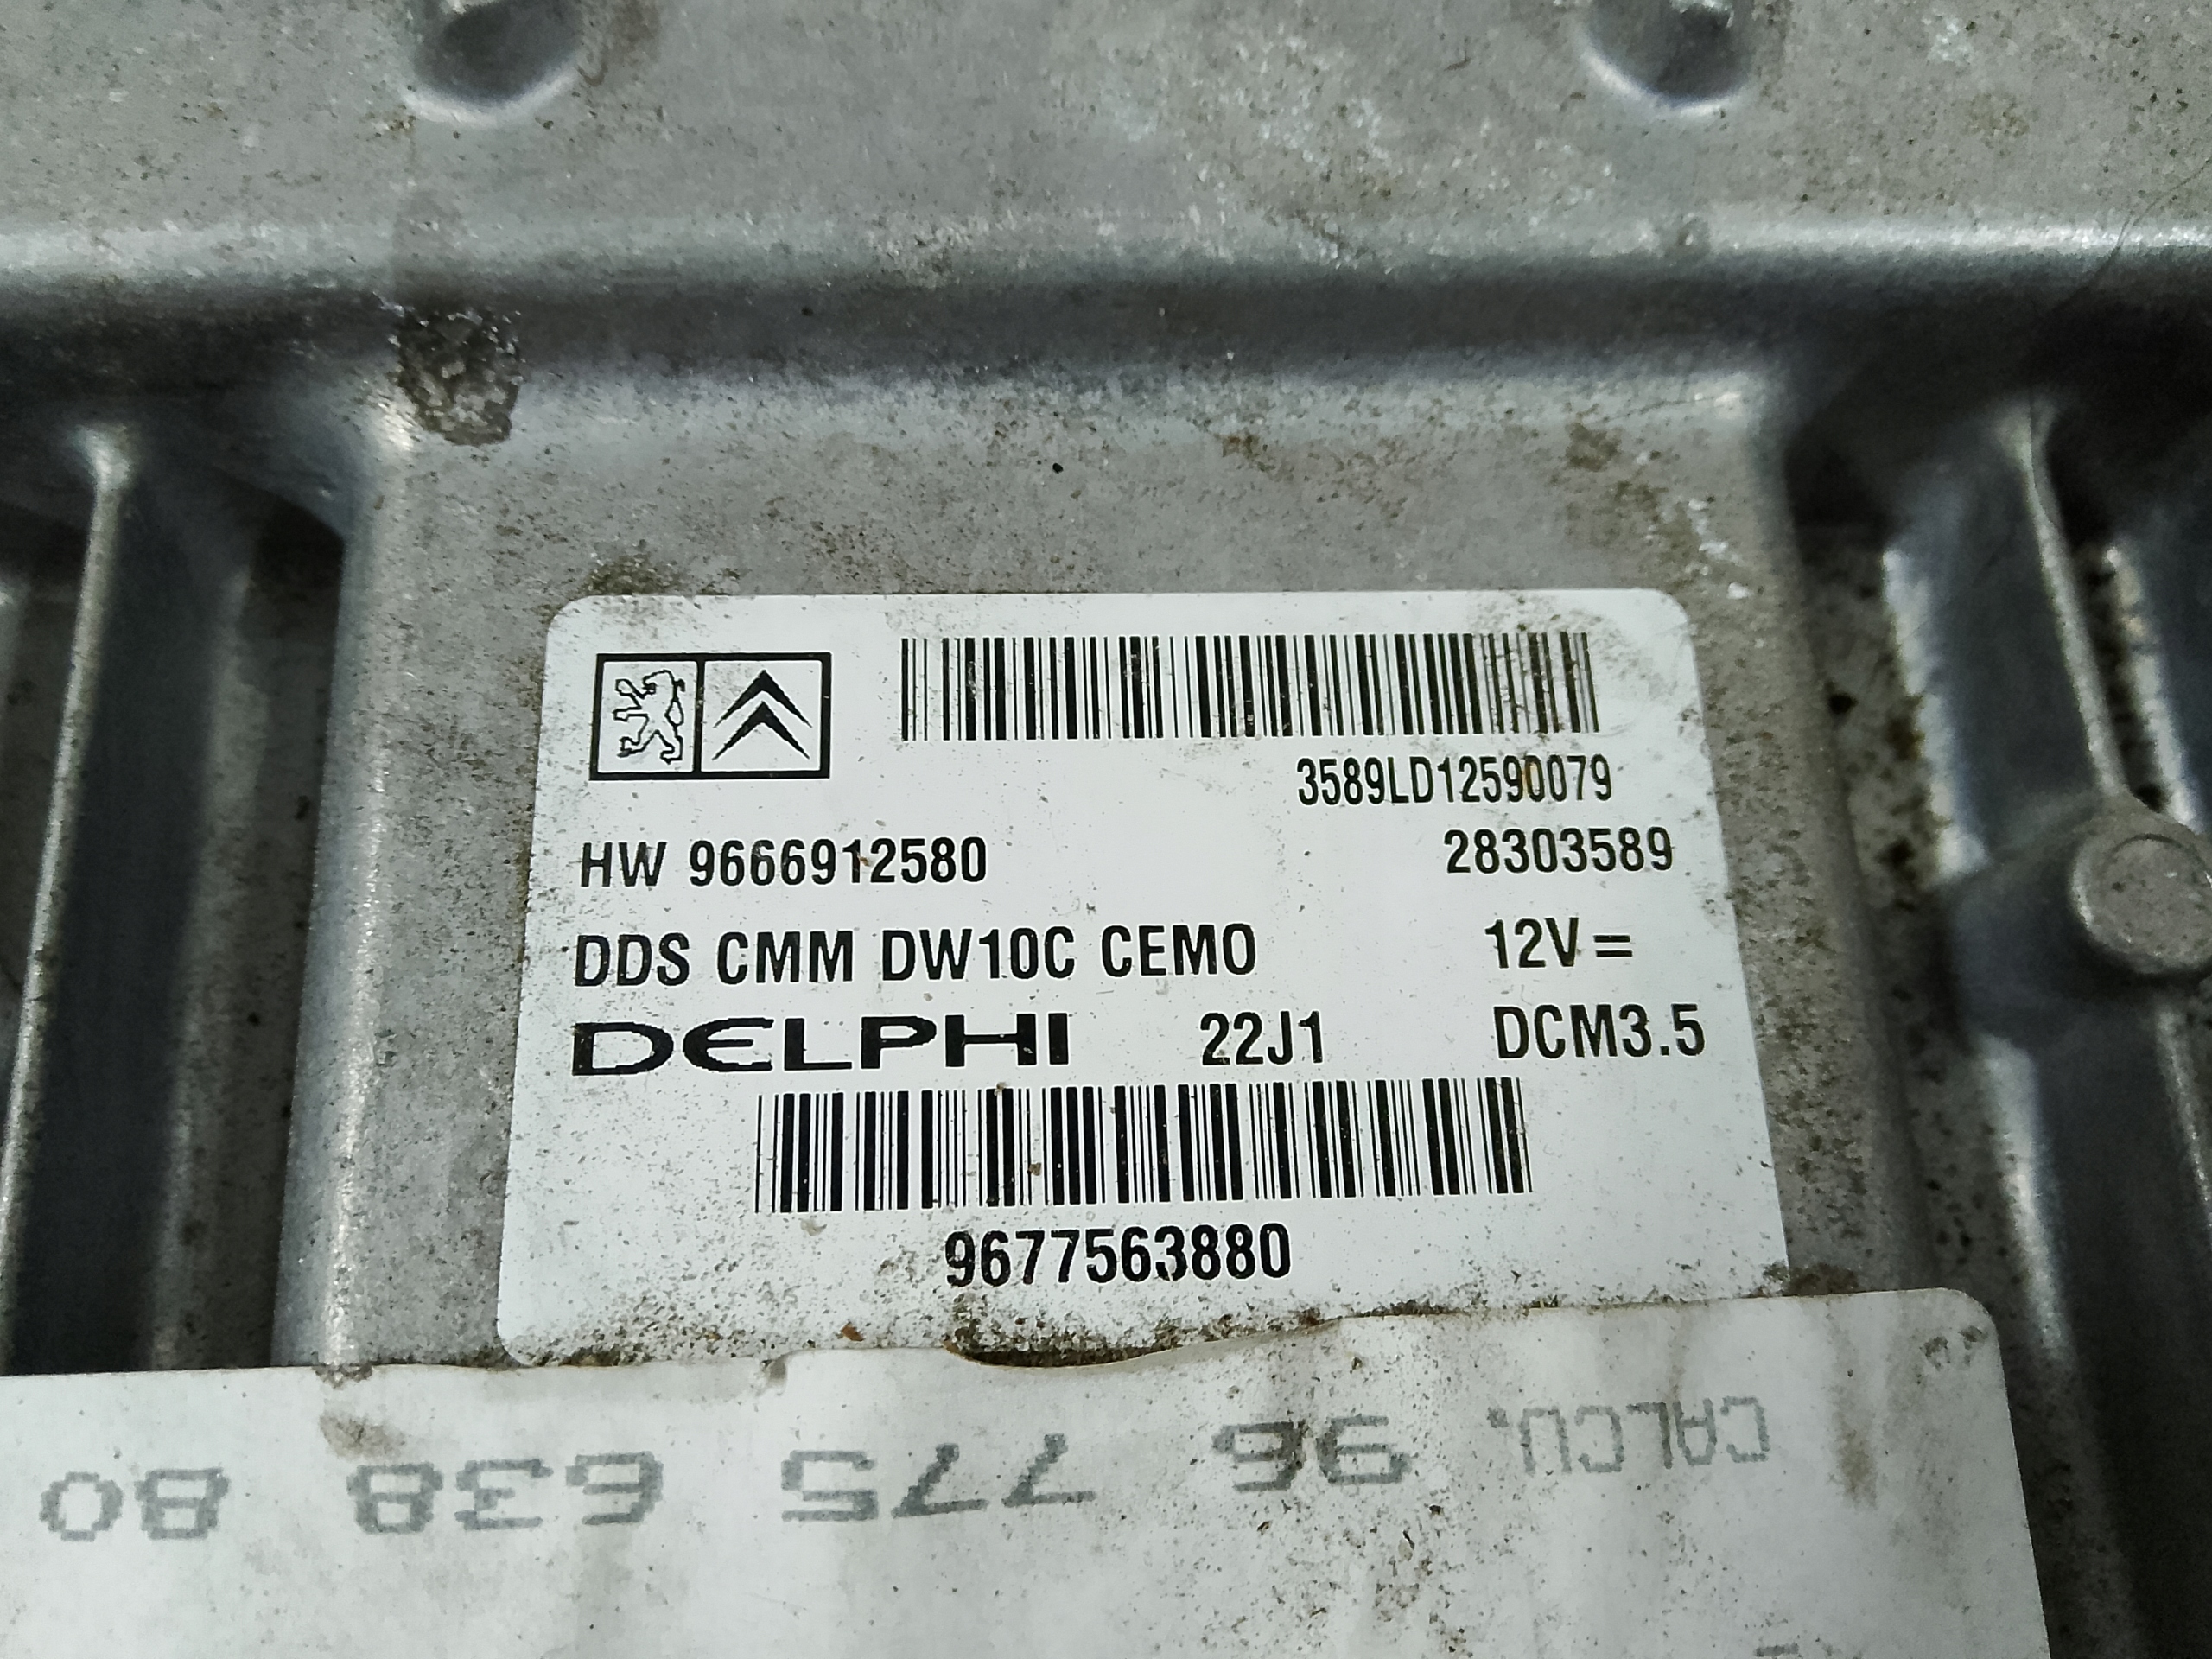 3589LD12590079
HW 9666912580 28303589
DDS CMM DW10C CEMO 12V =
DELPHI 22J1 DCM3.5
9677563880
CALCU. 96 775 638 80